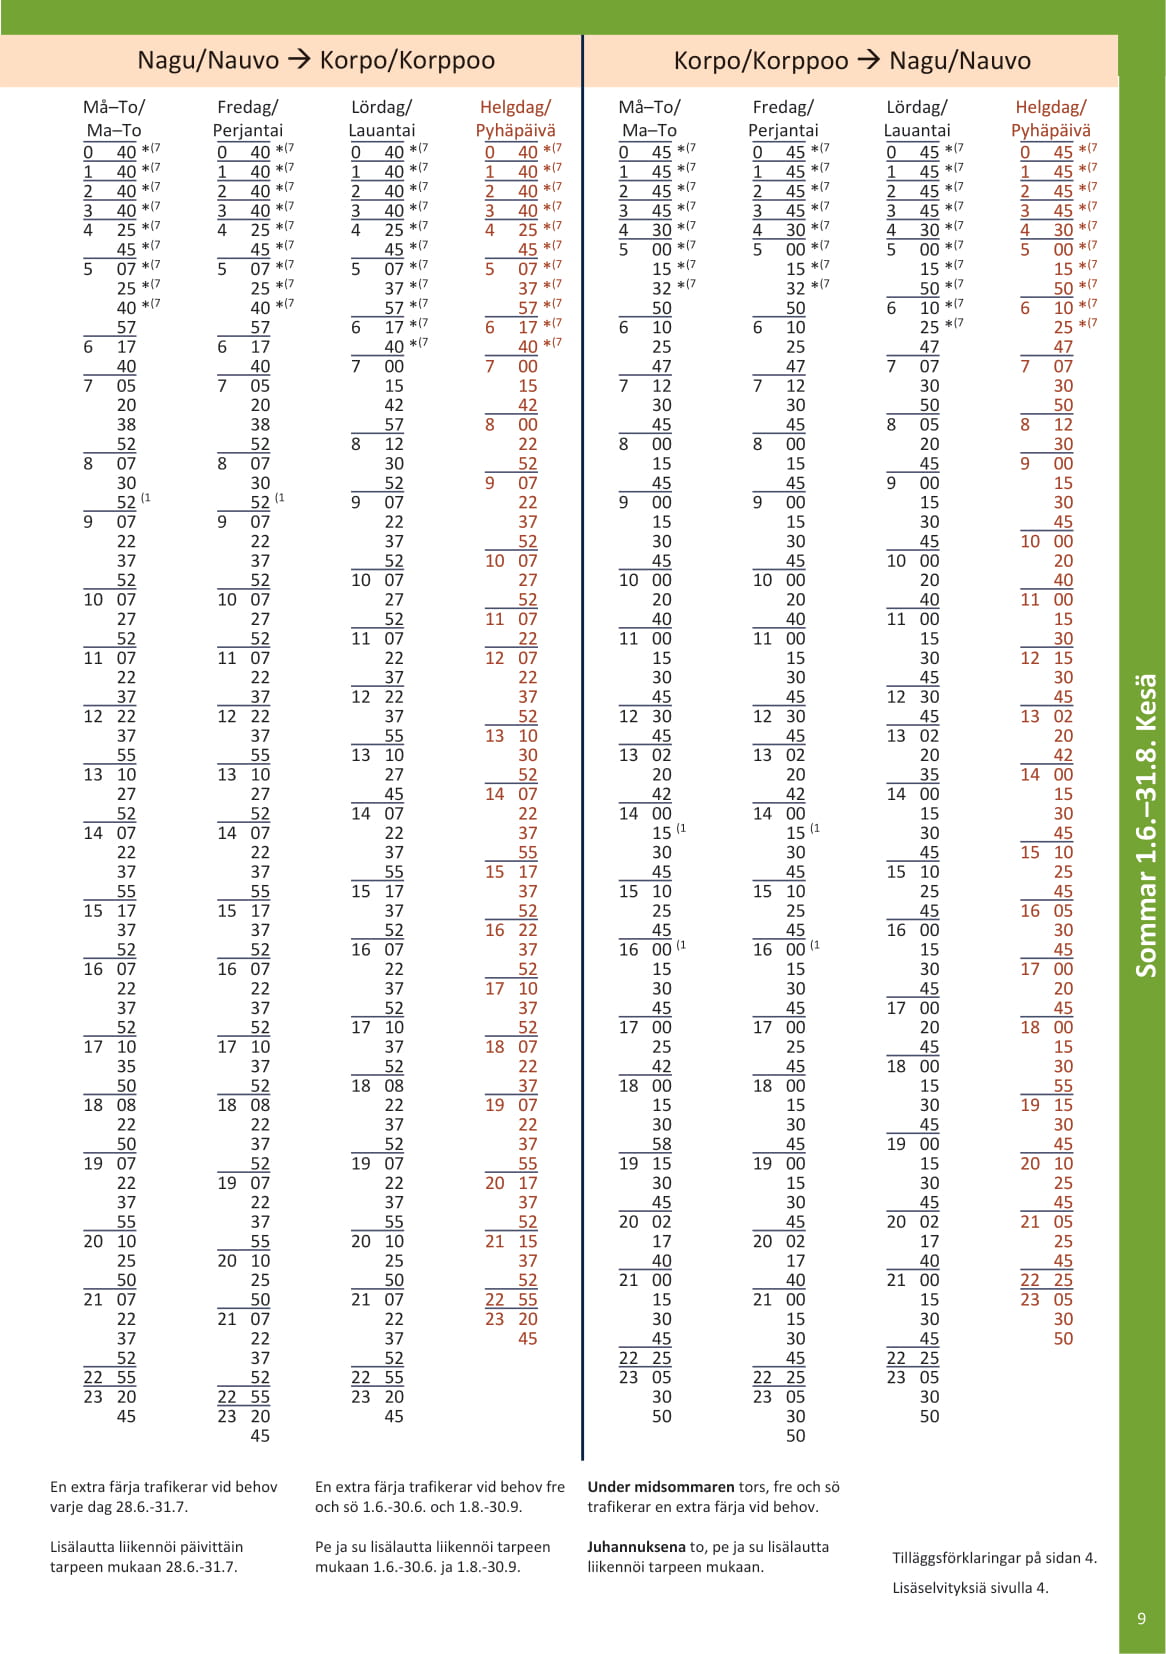 Nagu/Nauvo → Korpo/Korppoo Korpo/Korppoo → Nagu/Nauvo
Må–To/ Fredag/ Lördag/ Helgdag/ Må–To/ Fredag/ Lördag/ Helgdag/
Ma–To Perjantai Lauantai Pyhäpäivä Ma–To Perjantai Lauantai Pyhäpäivä
0 40 *(7 0 40 *(7 0 40 *(7 0 40 *(7 0 45 *(7 0 45 *(7 0 45 *(7 0 45 *(7
1 40 *(7 1 40 *(7 1 40 *(7 1 40 *(7 1 45 *(7 1 45 *(7 1 45 *(7 1 45 *(7
2 40 *(7 2 40 *(7 2 40 *(7 2 40 *(7 2 45 *(7 2 45 *(7 2 45 *(7 2 45 *(7
3 40 *(7 3 40 *(7 3 40 *(7 3 40 *(7 3 45 *(7 3 45 *(7 3 45 *(7 3 45 *(7
4 25 *(7 4 25 *(7 4 25 *(7 4 25 *(7 4 30 *(7 4 30 *(7 4 30 *(7 4 30 *(7
45 *(7 45 *(7 45 *(7 45 *(7 5 00 *(7 5 00 *(7 5 00 *(7 5 00 *(7
5 07 *(7 5 07 *(7 5 07 *(7 5 07 *(7 15 *(7 15 *(7 15 *(7 15 *(7
25 *(7 25 *(7 37 *(7 37 *(7 32 *(7 32 *(7 50 *(7 50 *(7
40 *(7 40 *(7 57 *(7 57 *(7 50 50 6 10 *(7 6 10 *(7
57 57 6 17 *(7 6 17 *(7 6 10 6 10 25 *(7 25 *(7
6 17 6 17 40 *(7 40 *(7 25 25 47 47
40 40 7 00 7 00 47 47 7 07 7 07
7 05 7 05 15 15 7 12 7 12 30 30
20 20 42 42 30 30 50 50
38 38 57 8 00 45 45 8 05 8 12
52 52 8 12 22 8 00 8 00 20 30
8 07 8 07 30 52 15 15 45 9 00
30 30 52 9 07 45 45 9 00 15
52 (1 52 (1 9 07 22 9 00 9 00 15 30
9 07 9 07 22 37 15 15 30 45
22 22 37 52 30 30 45 10 00
37 37 52 10 07 45 45 10 00 20
52 52 10 07 27 10 00 10 00 20 40
10 07 10 07 27 52 20 20 40 11 00
27 27 52 11 07 40 40 11 00 15
52 52 11 07 22 11 00 11 00 15 30
11 07 11 07 22 12 07 15 15 30 12 15
22 22 37 22 30 30 45 30
37 37 12 22 37 45 45 12 30 45
12 22 12 22 37 52 12 30 12 30 45 13 02
37 37 55 13 10 45 45 13 02 20
55 55 13 10 30 13 02 13 02 20 42
13 10 13 10 27 52 20 20 35 14 00
27 27 45 14 07 42 42 14 00 15
52 52 14 07 22 14 00 14 00 15 30
14 07 14 07 22 37 15 (1 15 (1 30 45
22 22 37 55 30 30 45 15 10
37 37 55 15 17 45 45 15 10 25
55 55 15 17 37 15 10 15 10 25 45
15 17 15 17 37 52 25 25 45 16 05
37 37 52 16 22 45 45 16 00 30
52 52 16 07 37 16 00 (1 16 00 (1 15 45
16 07 16 07 22 52 15 15 30 17 00
22 22 37 17 10 30 30 45 20
37 37 52 37 45 45 17 00 45
52 52 17 10 52 17 00 17 00 20 18 00
17 10 17 10 37 18 07 25 25 45 15
35 37 52 22 42 45 18 00 30
50 52 18 08 37 18 00 18 00 15 55
18 08 18 08 22 19 07 15 15 30 19 15
22 22 37 22 30 30 45 30
50 37 52 37 58 45 19 00 45
19 07 52 19 07 55 19 15 19 00 15 20 10
22 19 07 22 20 17 30 15 30 25
37 22 37 37 45 30 45 45
55 37 55 52 20 02 45 20 02 21 05
20 10 55 20 10 21 15 17 20 02 17 25
25 20 10 25 37 40 17 40 45
50 25 50 52 21 00 40 21 00 22 25
21 07 50 21 07 22 55 15 21 00 15 23 05
22 21 07 22 23 20 30 15 30 30
37 22 37 45 45 30 45 50
52 37 52 22 25 45 22 25
22 55 52 22 55 23 05 22 25 23 05
23 20 22 55 23 20 30 23 05 30
45 23 20 45 50 30 50
45 50
En extra färja trafikerar vid behov
varje dag 28.6.-31.7.
Lisälautta liikennöi päivittäin
tarpeen mukaan 28.6.-31.7.
En extra färja trafikerar vid behov fre
och sö 1.6.-30.6. och 1.8.-30.9.
Pe ja su lisälautta liikennöi tarpeen
mukaan 1.6.-30.6. ja 1.8.-30.9.
Under midsommaren tors, fre och sö
trafikerar en extra färja vid behov.
Juhannuksena to, pe ja su lisälautta
liikennöi tarpeen mukaan.
Tilläggsförklaringar på sidan 4.
Lisäselvityksiä sivulla 4.
Sommar 1.6.–31.8. Kesä
9